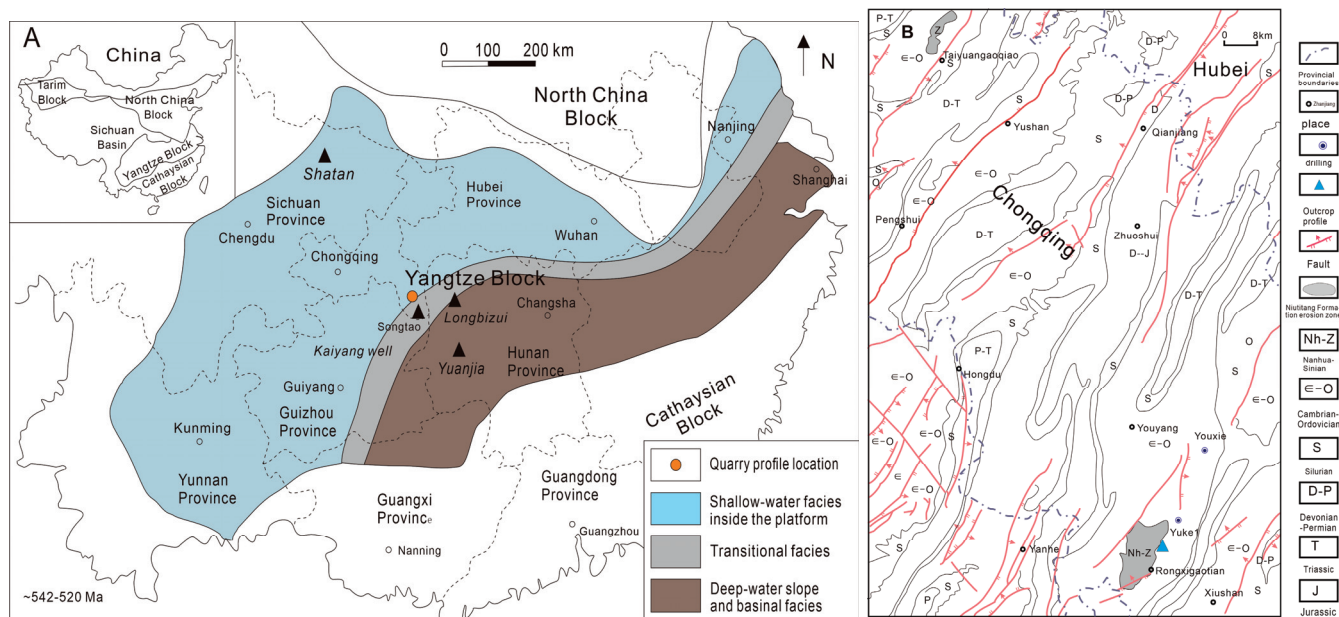 A
China
Tarim
Block
North China
Block
Sichuan
Basin
Yangtze Block
Cathaysian
Block
0 100 200 km
N
North China
Block
Nanjing
Shanghai
Shatan
Sichuan
Province
Hubei
Province
Chengdu
Wuhan
Chongqing
Yangtze Block
Songtao
Longbizui
Changsha
Kaiyang well
Yuanjia
Hunan
Province
Guiyang
Guizhou
Province
Kunming
Yunnan
Province
Cathaysian
Block
Guangxi
Province
Guangdong
Province
Guangzhou
Nanning
~542-520 Ma
Quarry profile location
Shallow-water facies
inside the platform
Transitional facies
Deep-water slope
and basinal facies
B
P-T
S
Z
∈-O
Taiyuangaoqiao
S
D-P
0 8km
Hubei
S
D-T
S
D-P
D
Yushan
Qianjiang
S
S
O
∈-O
∈-O
Chongqing
Pengshui
D-T
Zhuoshui
D--J
S
∈-O
S
D-T
D-T
S
P-T
Hongdu
O
S
∈-O
∈-O
S
∈-O
Youyang
∈-O
Youxie
∈-O
S
Yuke1
Yanhe
Nh-Z
Rongxigaotian
∈-O
D-P
S
S
P
S
Xiushan
Provincial
boundaries
Zhanjiang
place
drilling
Outcrop
profile
Fault
Niutitang Forma
tion erosion zone
Nh-Z
Nanhua-
Sinian
∈-O
Cambrian-
Ordovician
S
Silurian
D-P
Devonian
-Permian
T
Triassic
J
Jurassic